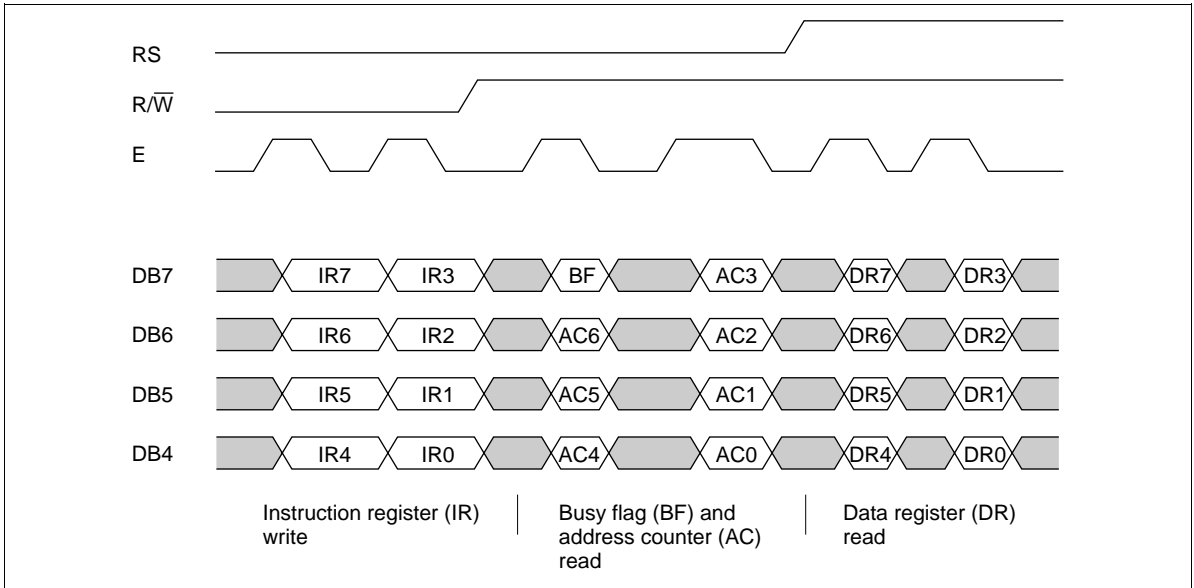 RS
R/W̅
E
DB7 IR7 IR3 BF AC3 DR7 DR3
DB6 IR6 IR2 AC6 AC2 DR6 DR2
DB5 IR5 IR1 AC5 AC1 DR5 DR1
DB4 IR4 IR0 AC4 AC0 DR4 DR0
Instruction register (IR)
write
Busy flag (BF) and
address counter (AC)
read
Data register (DR)
read